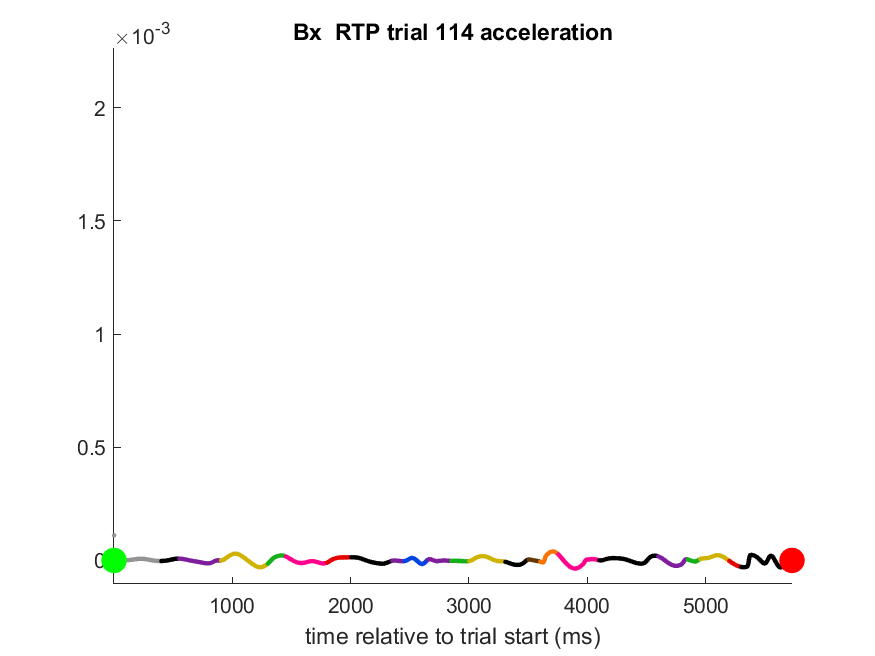 Bx  RTP trial 114 acceleration
×10-3
2
1.5
1
0.5
0
1000 2000 3000 4000 5000
time relative to trial start (ms)